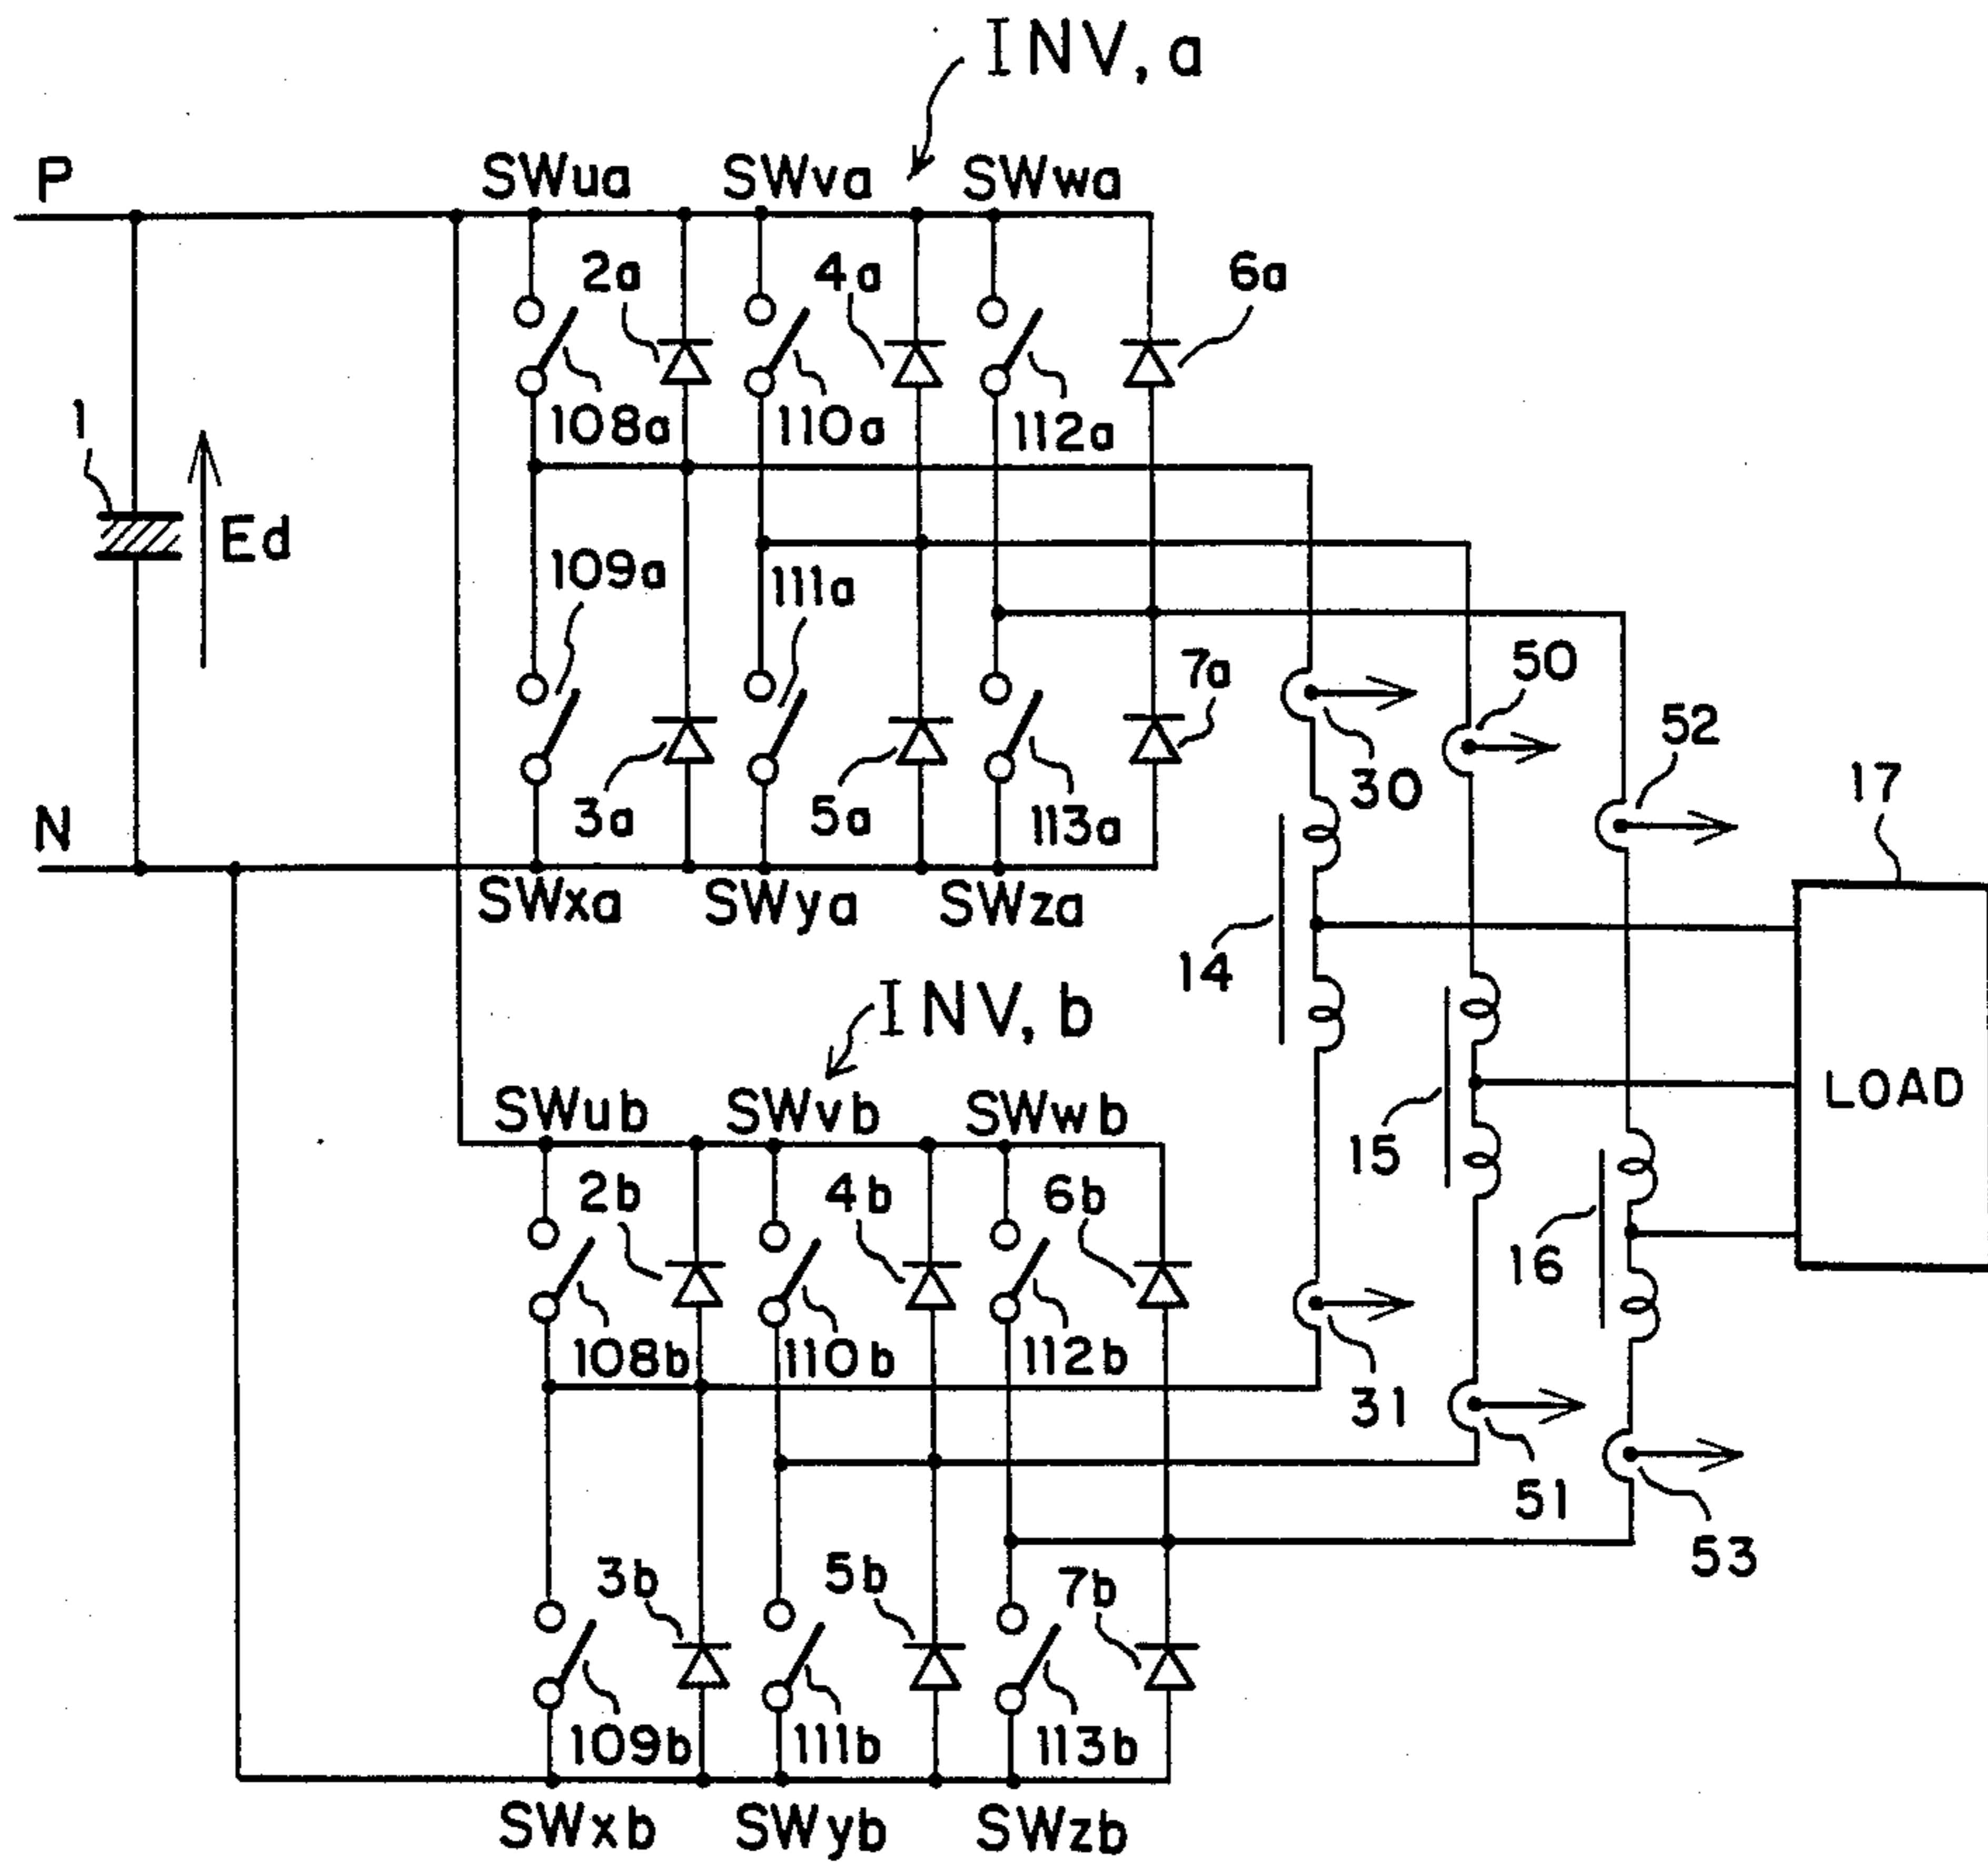 INV, a
P
SWua
SWva
SWwa
2a
4a
6a
108a
110a
112a
1
Ed
109a
111a
7a
50
52
30
17
3a
5a
113a
N
SWxa
SWya
SWza
14
INV, b
LOAD
SWub
SWvb
SWwb
15
2b
4b
6b
16
108b
110b
112b
31
51
53
3b
5b
7b
109b
111b
113b
SWxb
SWyb
SWzb